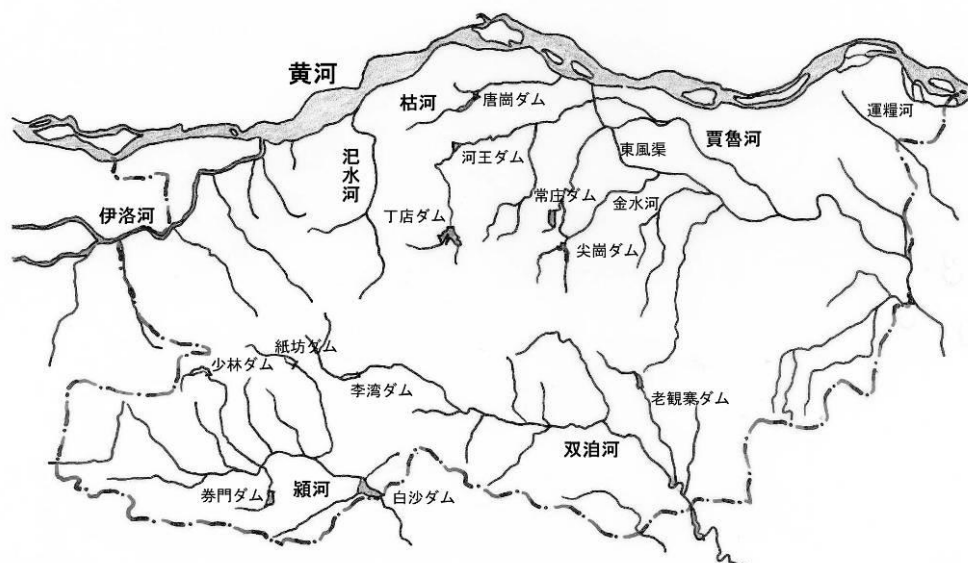 黄河
枯河
唐崗ダム
運糧河
氾水河
河王ダム
東風渠
賈魯河
伊洛河
丁店ダム
常庄ダム
金水河
尖崗ダム
紙坊ダム
少林ダム
李湾ダム
老観寨ダム
双洎河
券門ダム
潁河
白沙ダム